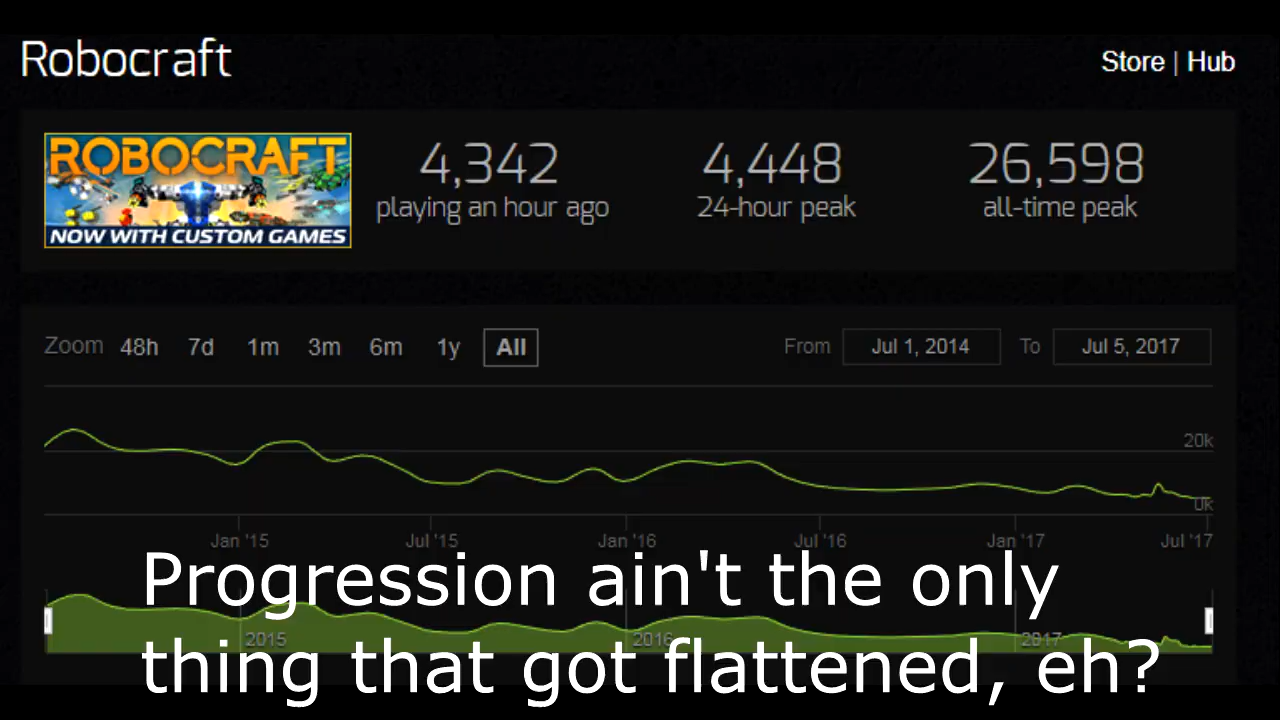 Robocraft
Store | Hub
ROBOCRAFT
NOW WITH CUSTOM GAMES
4,342
playing an hour ago
4,448
24-hour peak
26,598
all-time peak
Zoom 48h 7d 1m 3m 6m 1y All
From Jul 1, 2014 To Jul 5, 2017
20k
0k
Jan '15 Jul '15 Jan '16 Jul '16 Jan '17 Jul '17
2015 2016 2017
Progression ain't the only
thing that got flattened, eh?